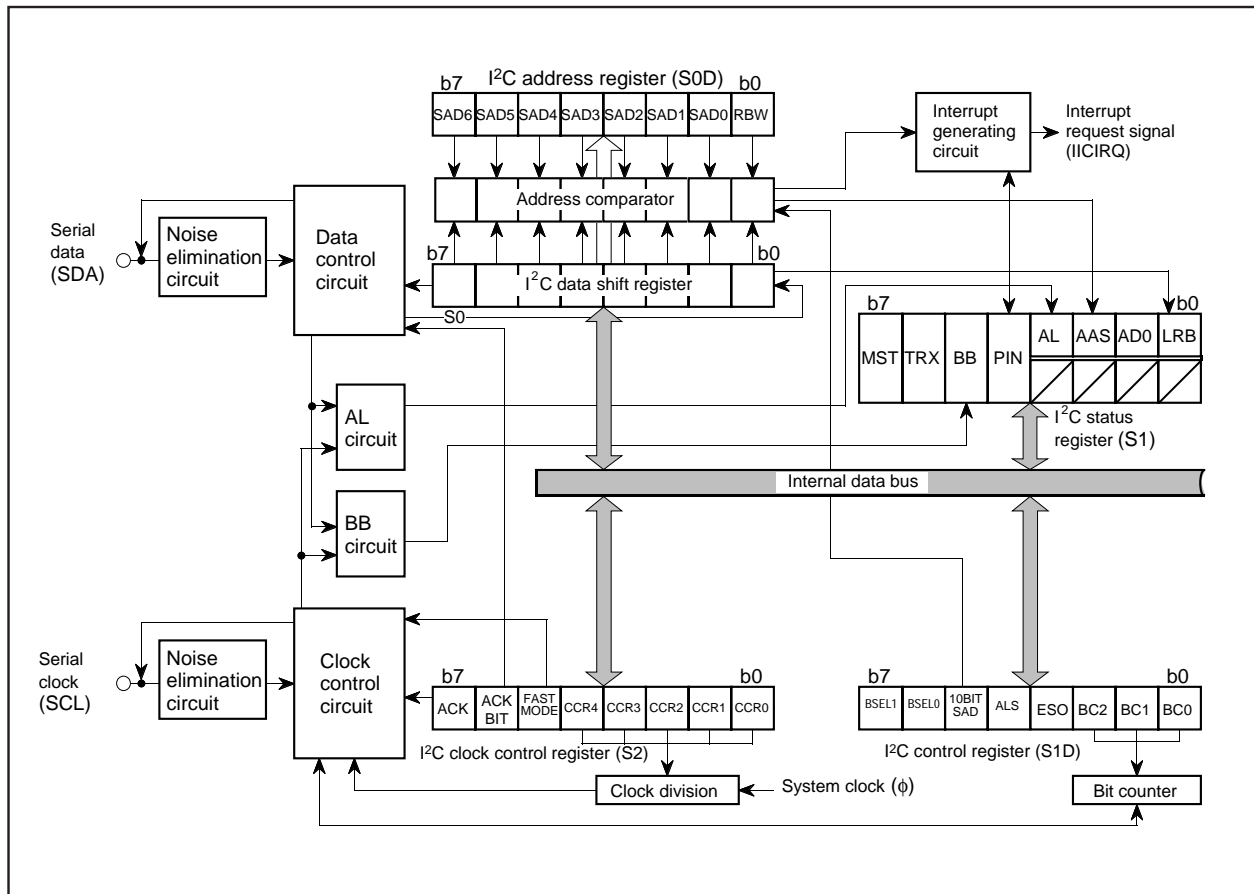 I²C address register (S0D)
b7 b0
SAD6 SAD5 SAD4 SAD3 SAD2 SAD1 SAD0 RBW
Interrupt
generating
circuit
Interrupt
request signal
(IICIRQ)
Address comparator
Serial
data
(SDA)
Noise
elimination
circuit
Data
control
circuit
b7 b0
I²C data shift register
S0
b7 b0
MST TRX BB PIN AL AAS AD0 LRB
I²C status
register (S1)
AL
circuit
Internal data bus
BB
circuit
Serial
clock
(SCL)
Noise
elimination
circuit
Clock
control
circuit
b7 b0
ACK ACK BIT FAST MODE CCR4 CCR3 CCR2 CCR1 CCR0
I²C clock control register (S2)
b7 b0
BSEL1 BSEL0 10BIT SAD ALS ESO BC2 BC1 BC0
I²C control register (S1D)
Clock division
System clock (ϕ)
Bit counter